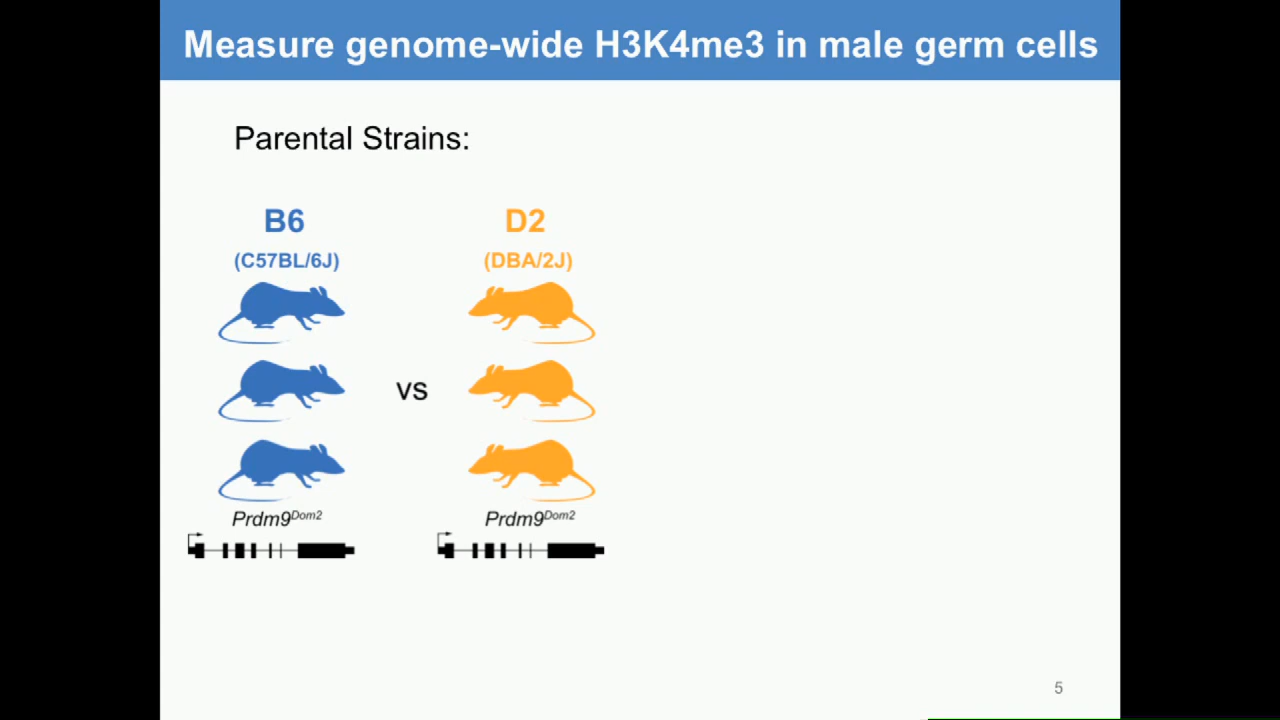 Measure genome-wide H3K4me3 in male germ cells
Parental Strains:
B6
(C57BL/6J)
D2
(DBA/2J)
vs
Prdm9Dom2
Prdm9Dom2
5